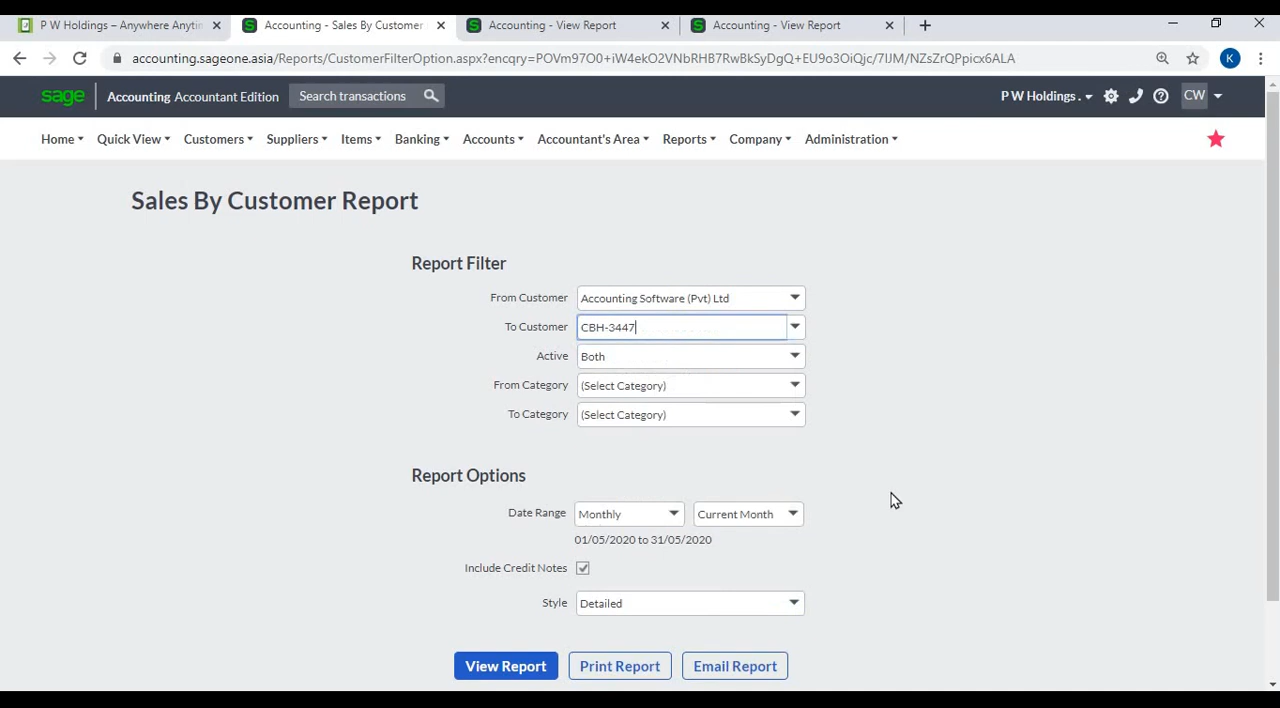 P W Holdings – Anywhere Anytin
Accounting - Sales By Customer
Accounting - View Report
Accounting - View Report
accounting.sageone.asia/Reports/CustomerFilterOption.aspx?encqry=POVm97O0+iW4ekO2VNbRHB7RwBkSyDgQ+EU9o3OiQjc/7IJM/NZsZrQPpicx6ALA
K
sage Accounting Accountant Edition
Search transactions
P W Holdings .
CW
Home
Quick View
Customers
Suppliers
Items
Banking
Accounts
Accountant's Area
Reports
Company
Administration
Sales By Customer Report
Report Filter
From Customer Accounting Software (Pvt) Ltd
To Customer CBH-3447
Active Both
From Category (Select Category)
To Category (Select Category)
Report Options
Date Range Monthly Current Month
01/05/2020 to 31/05/2020
Include Credit Notes
Style Detailed
View Report
Print Report
Email Report